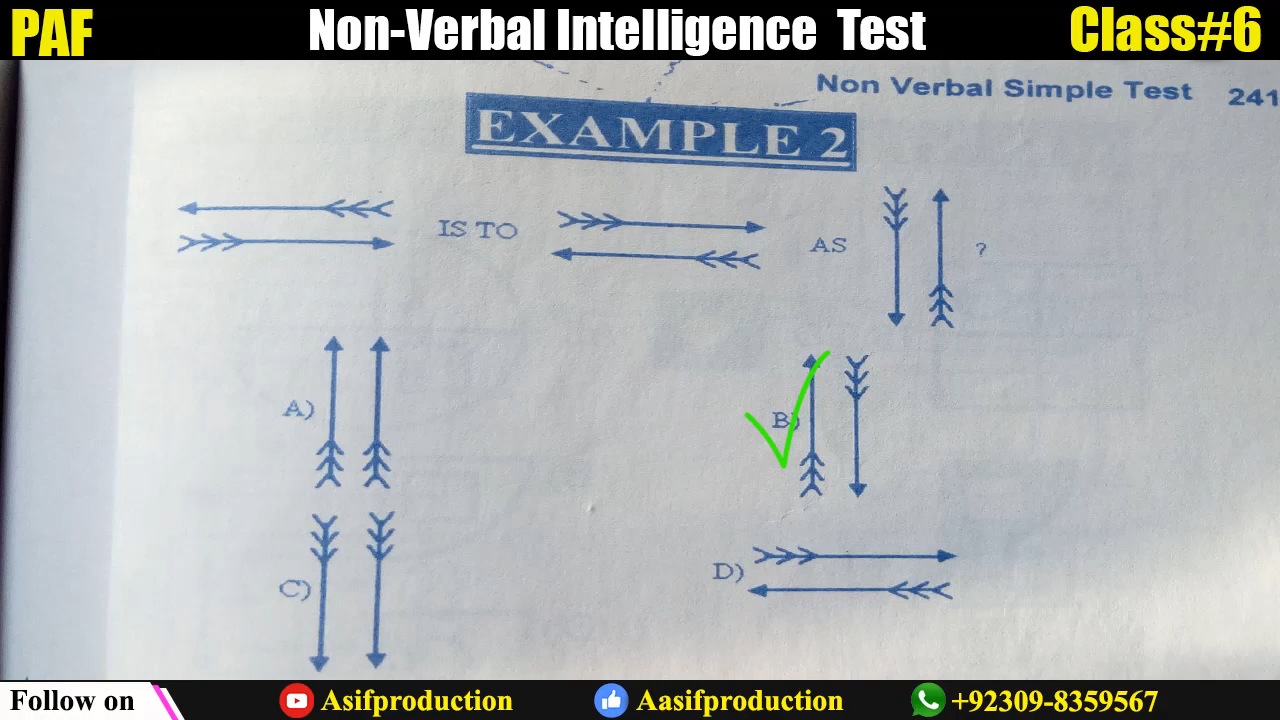 PAF Non-Verbal Intelligence Test Class#6
Non Verbal Simple Test 241
EXAMPLE 2
IS TO AS ?
A) B)
C) D)
Follow on Asifproduction Aasifproduction +92309-8359567